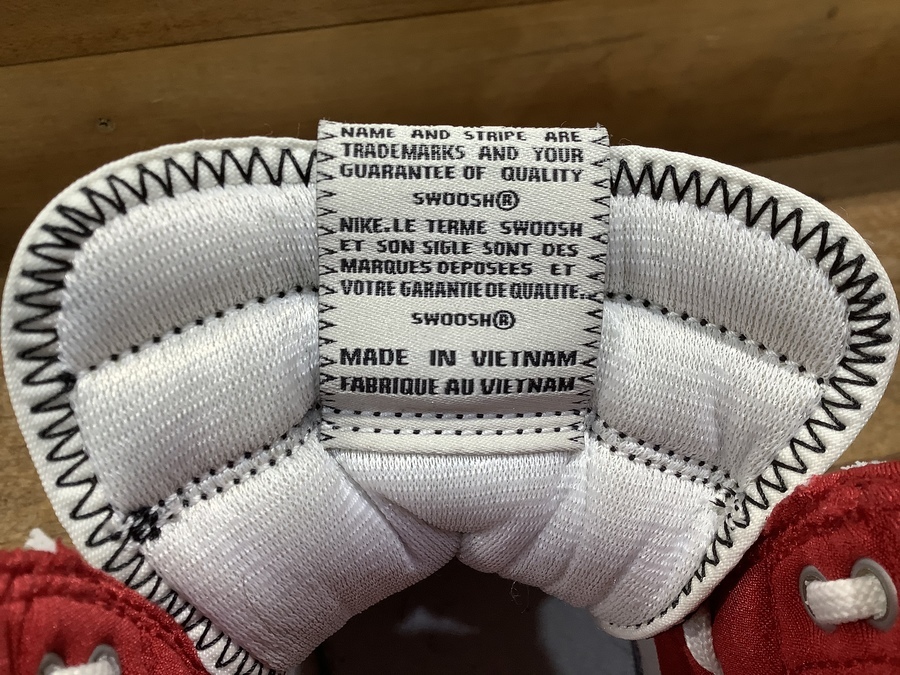 NAME AND STRIPE ARE
TRADEMARKS AND YOUR
GUARANTEE OF QUALITY
SWOOSH®
NIKE.LE TERME SWOOSH
ET SON SIGLE SONT DES
MARQUES DEPOSEES ET
VOTRE GARANTIE DE QUALITE.
SWOOSH®
MADE IN VIETNAM
FABRIQUE AU VIETNAM